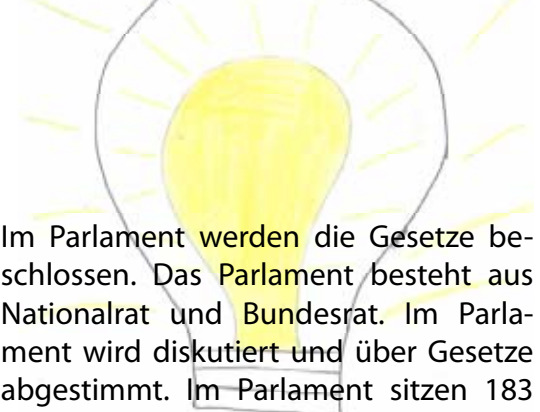 Im Parlament werden die Gesetze be-
schlossen. Das Parlament besteht aus
Nationalrat und Bundesrat. Im Parla-
ment wird diskutiert und über Gesetze
abgestimmt. Im Parlament sitzen 183